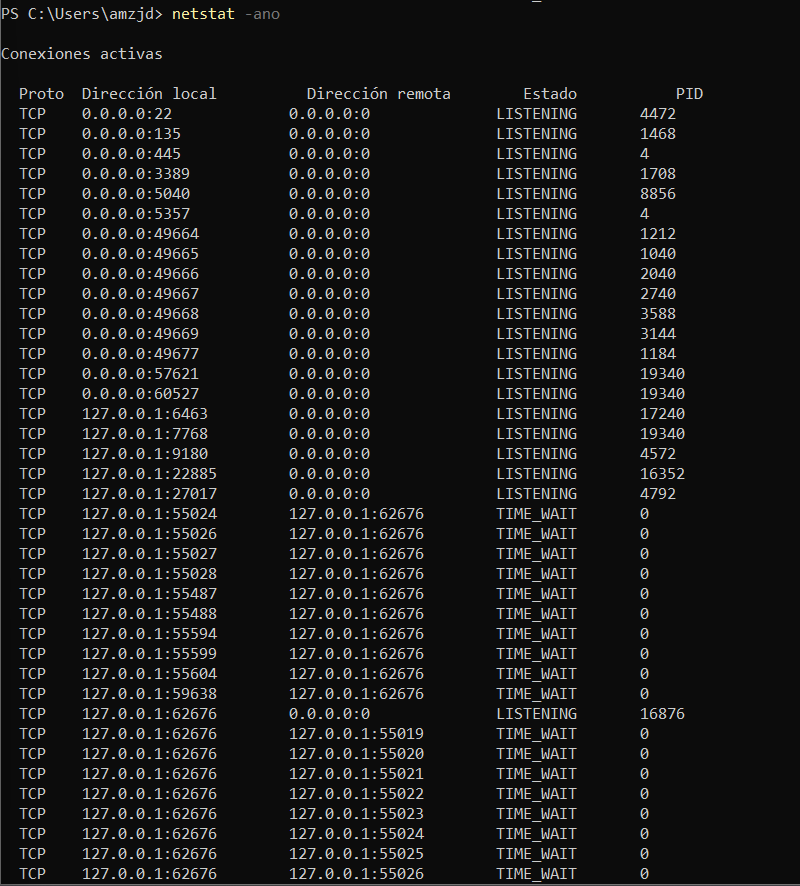 PS C:\Users\amzjd> netstat -ano
Conexiones activas
Proto Dirección local Dirección remota Estado PID
TCP 0.0.0.0:22 0.0.0.0:0 LISTENING 4472
TCP 0.0.0.0:135 0.0.0.0:0 LISTENING 1468
TCP 0.0.0.0:445 0.0.0.0:0 LISTENING 4
TCP 0.0.0.0:3389 0.0.0.0:0 LISTENING 1708
TCP 0.0.0.0:5040 0.0.0.0:0 LISTENING 8856
TCP 0.0.0.0:5357 0.0.0.0:0 LISTENING 4
TCP 0.0.0.0:49664 0.0.0.0:0 LISTENING 1212
TCP 0.0.0.0:49665 0.0.0.0:0 LISTENING 1040
TCP 0.0.0.0:49666 0.0.0.0:0 LISTENING 2040
TCP 0.0.0.0:49667 0.0.0.0:0 LISTENING 2740
TCP 0.0.0.0:49668 0.0.0.0:0 LISTENING 3588
TCP 0.0.0.0:49669 0.0.0.0:0 LISTENING 3144
TCP 0.0.0.0:49677 0.0.0.0:0 LISTENING 1184
TCP 0.0.0.0:57621 0.0.0.0:0 LISTENING 19340
TCP 0.0.0.0:60527 0.0.0.0:0 LISTENING 19340
TCP 127.0.0.1:6463 0.0.0.0:0 LISTENING 17240
TCP 127.0.0.1:7768 0.0.0.0:0 LISTENING 19340
TCP 127.0.0.1:9180 0.0.0.0:0 LISTENING 4572
TCP 127.0.0.1:22885 0.0.0.0:0 LISTENING 16352
TCP 127.0.0.1:27017 0.0.0.0:0 LISTENING 4792
TCP 127.0.0.1:55024 127.0.0.1:62676 TIME_WAIT 0
TCP 127.0.0.1:55026 127.0.0.1:62676 TIME_WAIT 0
TCP 127.0.0.1:55027 127.0.0.1:62676 TIME_WAIT 0
TCP 127.0.0.1:55028 127.0.0.1:62676 TIME_WAIT 0
TCP 127.0.0.1:55487 127.0.0.1:62676 TIME_WAIT 0
TCP 127.0.0.1:55488 127.0.0.1:62676 TIME_WAIT 0
TCP 127.0.0.1:55594 127.0.0.1:62676 TIME_WAIT 0
TCP 127.0.0.1:55599 127.0.0.1:62676 TIME_WAIT 0
TCP 127.0.0.1:55604 127.0.0.1:62676 TIME_WAIT 0
TCP 127.0.0.1:59638 127.0.0.1:62676 TIME_WAIT 0
TCP 127.0.0.1:62676 0.0.0.0:0 LISTENING 16876
TCP 127.0.0.1:62676 127.0.0.1:55019 TIME_WAIT 0
TCP 127.0.0.1:62676 127.0.0.1:55020 TIME_WAIT 0
TCP 127.0.0.1:62676 127.0.0.1:55021 TIME_WAIT 0
TCP 127.0.0.1:62676 127.0.0.1:55022 TIME_WAIT 0
TCP 127.0.0.1:62676 127.0.0.1:55023 TIME_WAIT 0
TCP 127.0.0.1:62676 127.0.0.1:55024 TIME_WAIT 0
TCP 127.0.0.1:62676 127.0.0.1:55025 TIME_WAIT 0
TCP 127.0.0.1:62676 127.0.0.1:55026 TIME_WAIT 0